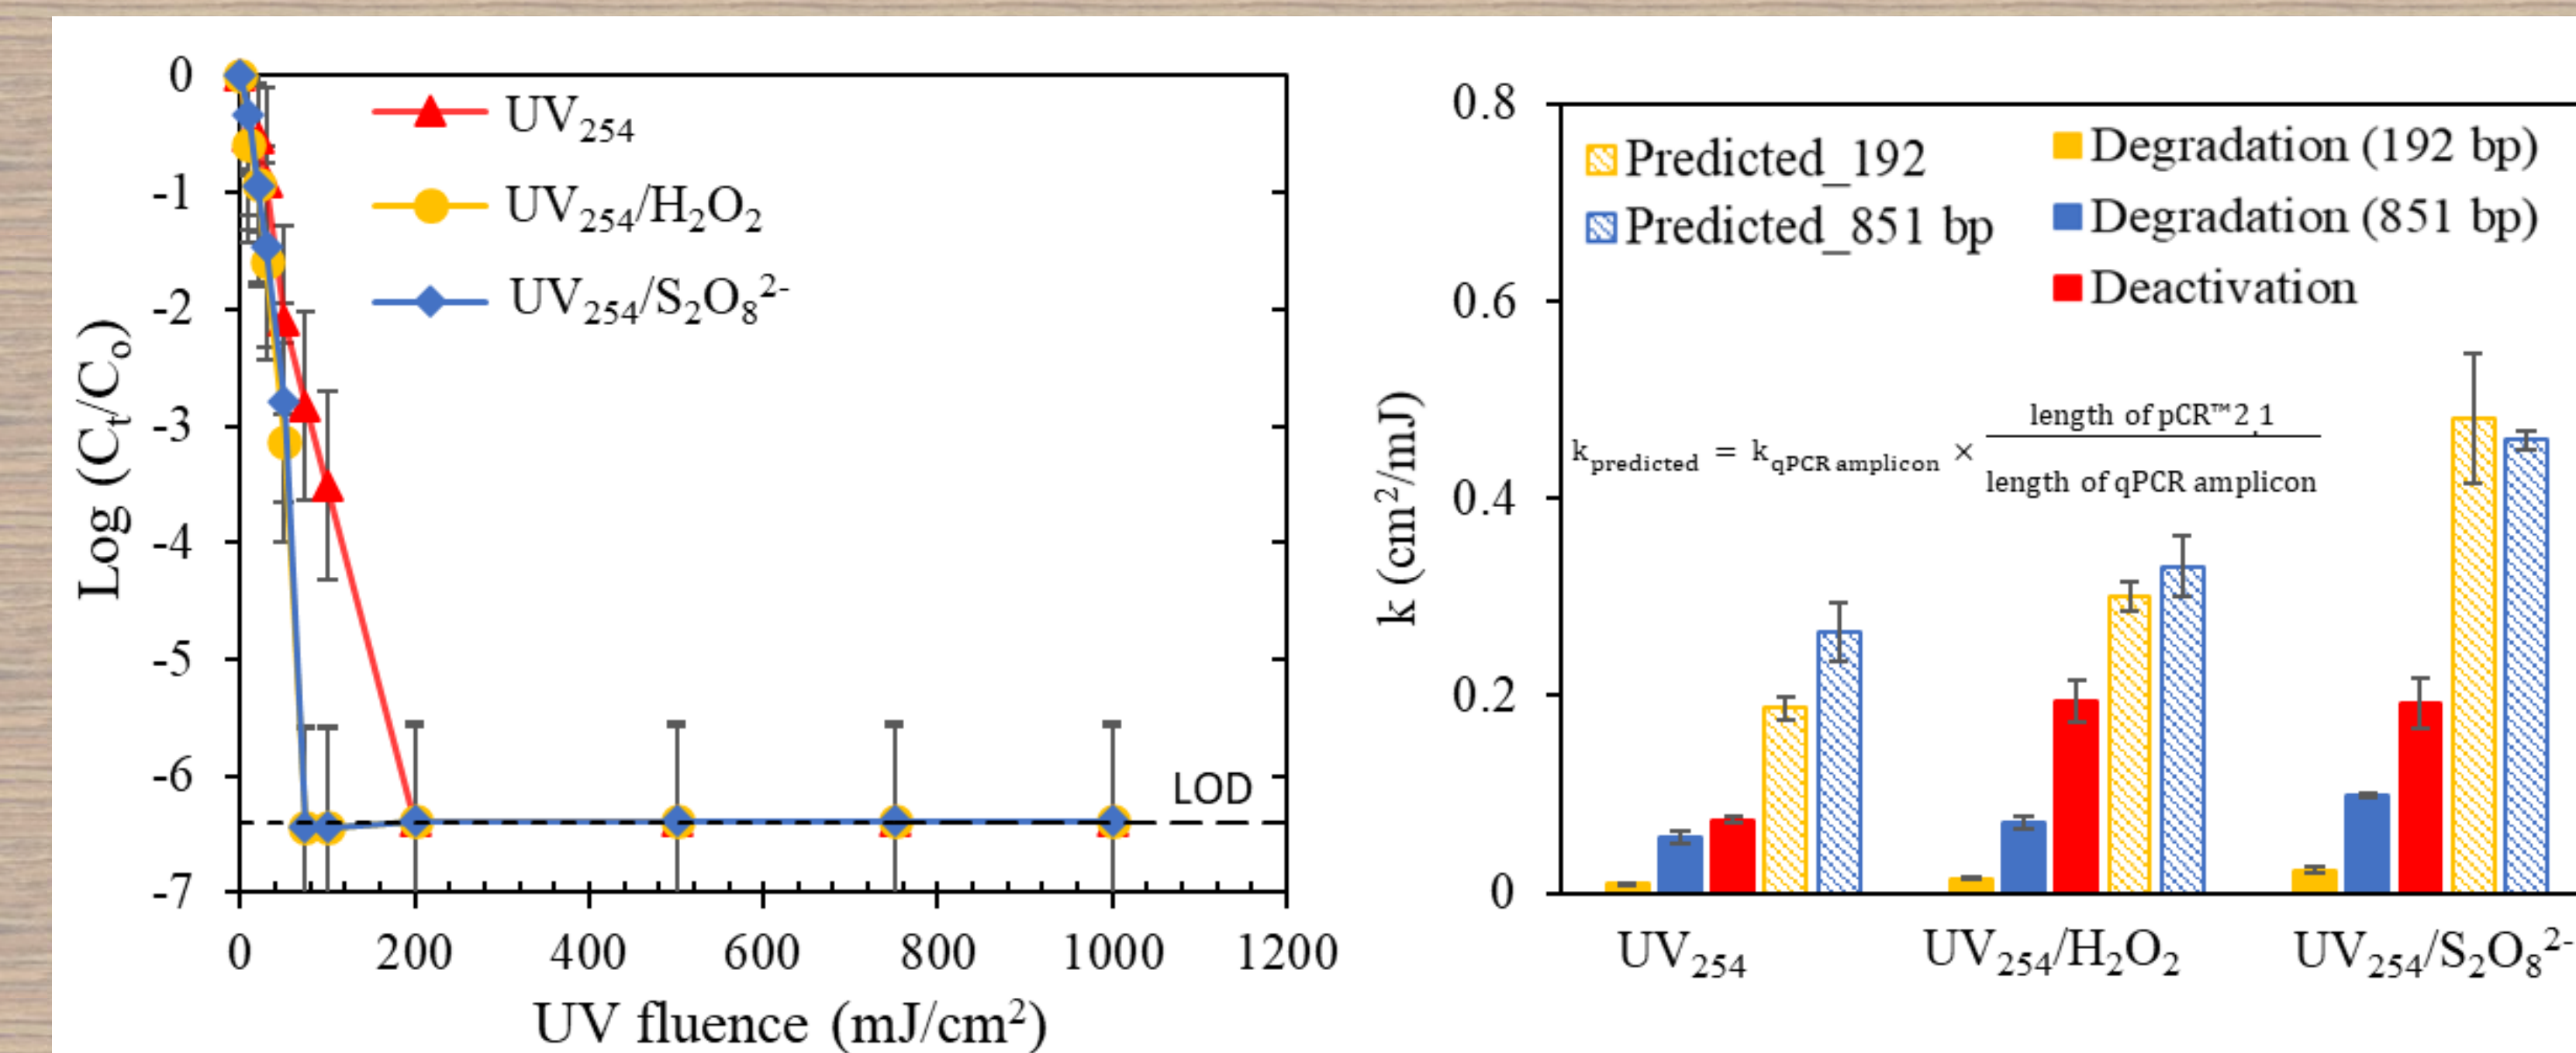 0
-1
-2
-3
-4
-5
-6
-7
Log (Cₜ/Cₒ)
UV₂₅₄
UV₂₅₄/H₂O₂
UV₂₅₄/S₂O₈²⁻
LOD
0 200 400 600 800 1000 1200
UV fluence (mJ/cm²)
0.8
0.6
0.4
0.2
0
k (cm²/mJ)
Predicted_192
Predicted_851 bp
Degradation (192 bp)
Degradation (851 bp)
Deactivation
length of pCR™2.1
k_predicted = k_qPCR amplicon ×
length of qPCR amplicon
UV₂₅₄ UV₂₅₄/H₂O₂ UV₂₅₄/S₂O₈²⁻